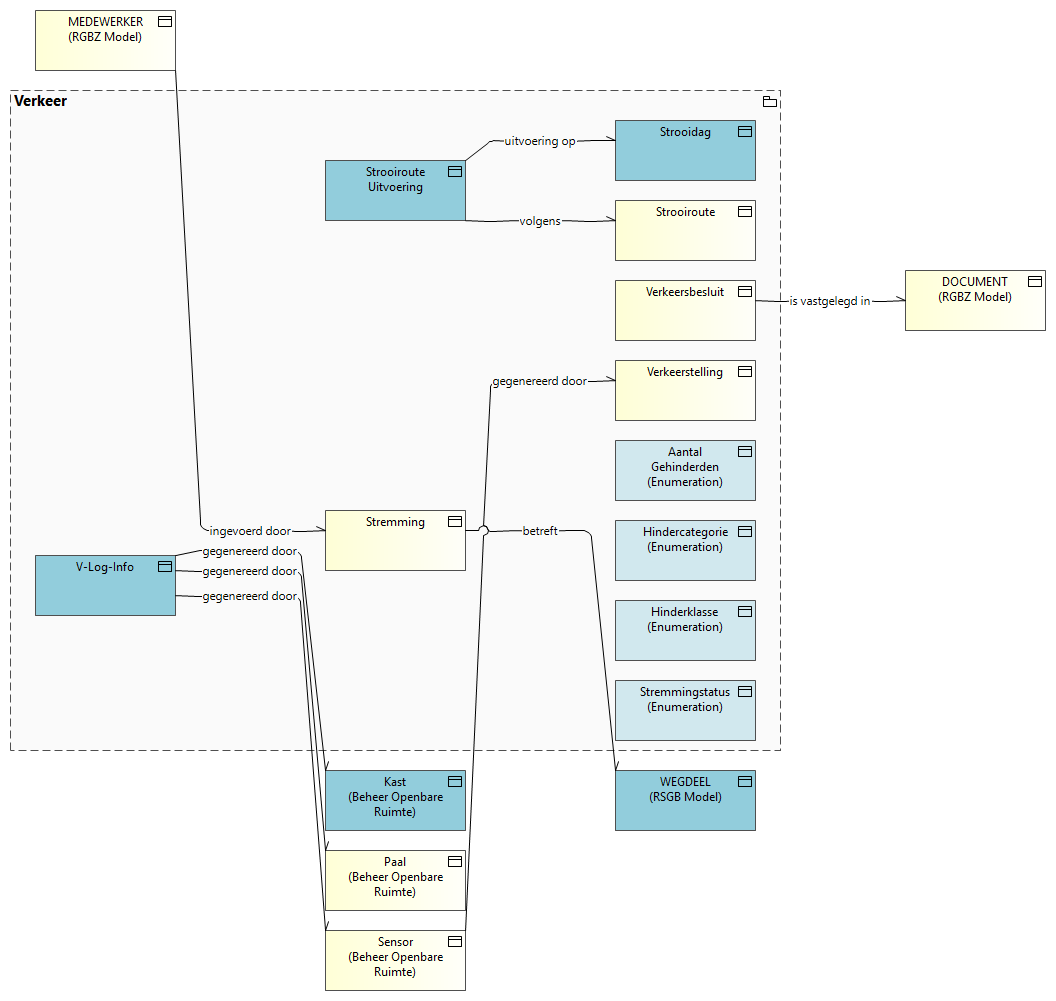 MEDEWERKER
(RGBZ Model)
Verkeer
Strooidag
uitvoering op
Strooiroute
Uitvoering
Strooiroute
volgens
Verkeersbesluit
DOCUMENT
(RGBZ Model)
is vastgelegd in
Verkeerstelling
gegenereerd door
Aantal
Gehinderden
(Enumeration)
Stremming
ingevoerd door
betreft
Hindercategorie
(Enumeration)
gegenereerd door
V-Log-Info
gegenereerd door
gegenereerd door
Hinderklasse
(Enumeration)
Stremmingstatus
(Enumeration)
Kast
(Beheer Openbare
Ruimte)
WEGDEEL
(RSGB Model)
Paal
(Beheer Openbare
Ruimte)
Sensor
(Beheer Openbare
Ruimte)